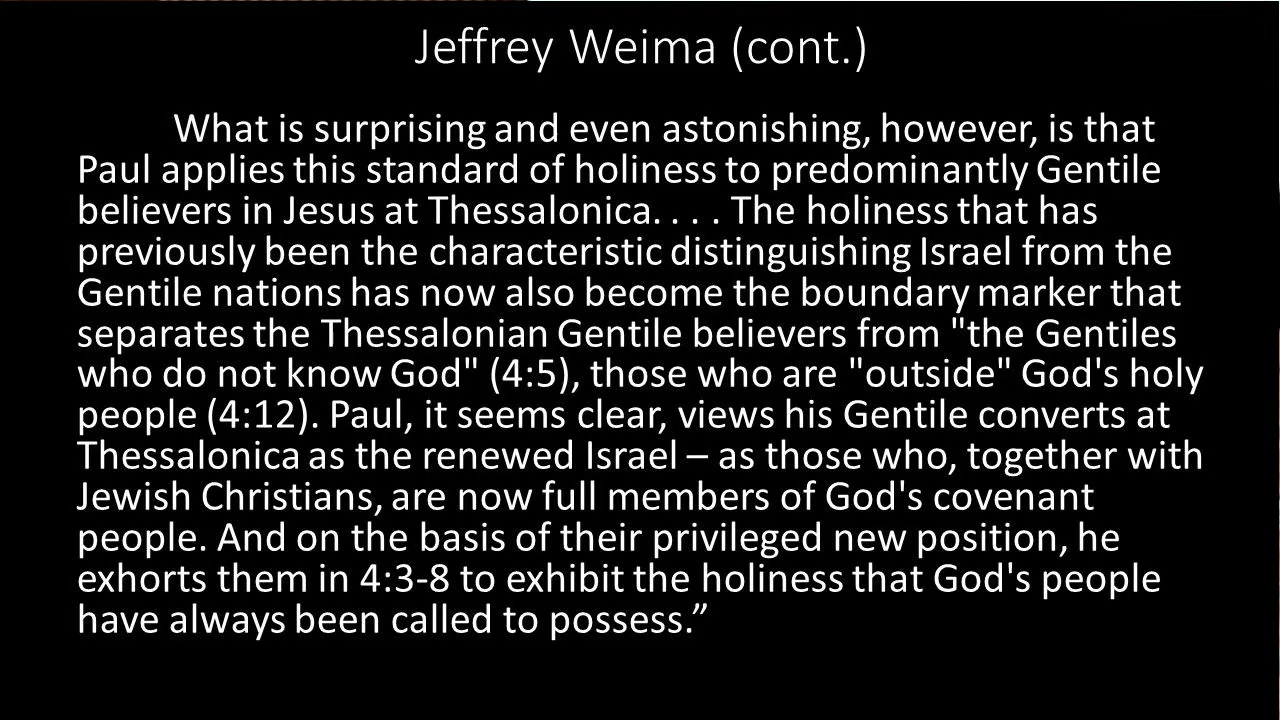 Jeffrey Weima (cont.)
What is surprising and even astonishing, however, is that
Paul applies this standard of holiness to predominantly Gentile
believers in Jesus at Thessalonica. . . . The holiness that has
previously been the characteristic distinguishing Israel from the
Gentile nations has now also become the boundary marker that
separates the Thessalonian Gentile believers from "the Gentiles
who do not know God" (4:5), those who are "outside" God's holy
people (4:12). Paul, it seems clear, views his Gentile converts at
Thessalonica as the renewed Israel – as those who, together with
Jewish Christians, are now full members of God's covenant
people. And on the basis of their privileged new position, he
exhorts them in 4:3-8 to exhibit the holiness that God's people
have always been called to possess.”